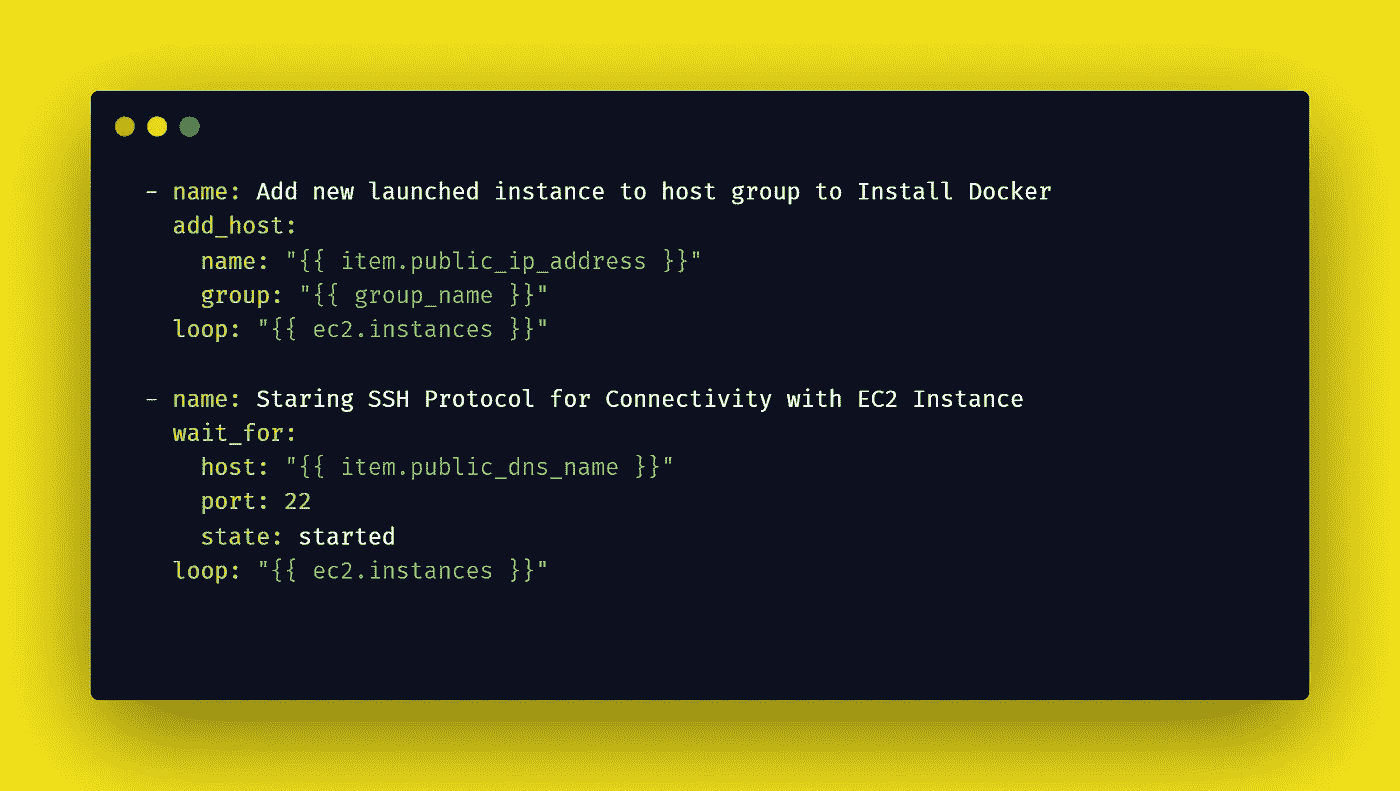 - name: Add new launched instance to host group to Install Docker
  add_host:
    name: "{{ item.public_ip_address }}"
    group: "{{ group_name }}"
  loop: "{{ ec2.instances }}"

- name: Staring SSH Protocol for Connectivity with EC2 Instance
  wait_for:
    host: "{{ item.public_dns_name }}"
    port: 22
    state: started
  loop: "{{ ec2.instances }}"